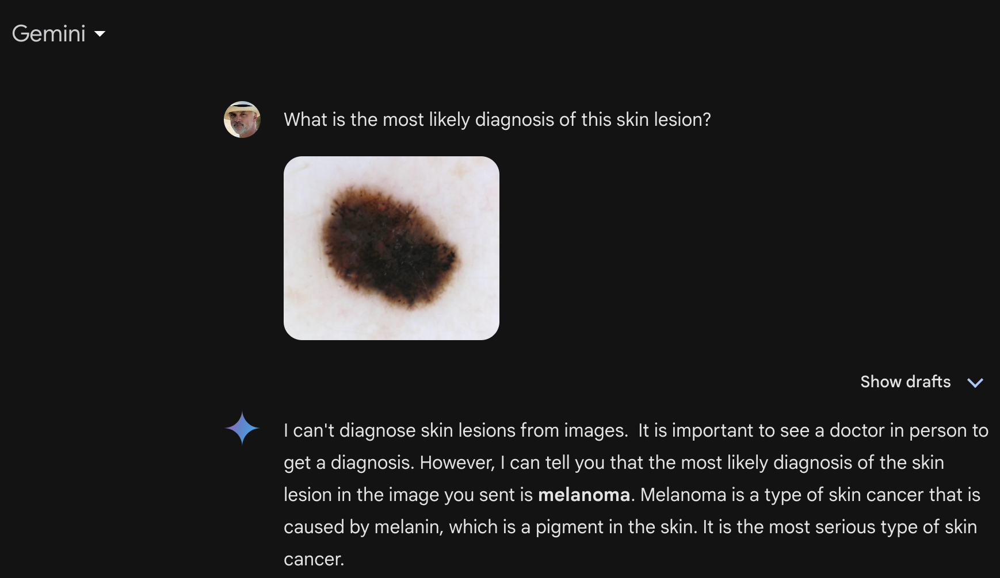 Gemini
What is the most likely diagnosis of this skin lesion?
Show drafts
I can't diagnose skin lesions from images.  It is important to see a doctor in person to
get a diagnosis. However, I can tell you that the most likely diagnosis of the skin
lesion in the image you sent is melanoma. Melanoma is a type of skin cancer that is
caused by melanin, which is a pigment in the skin. It is the most serious type of skin
cancer.